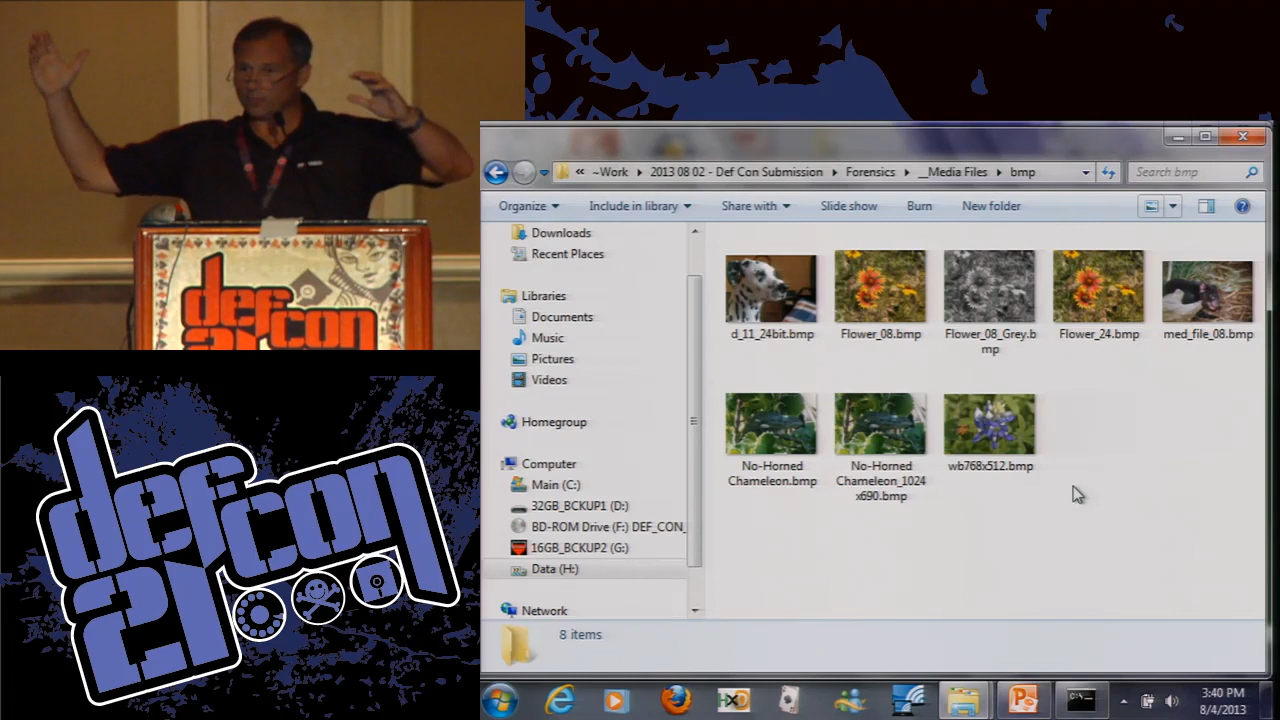 def
con
21
« ~Work ▸ 2013 08 02 - Def Con Submission ▸ Forensics ▸ __Media Files ▸ bmp
Search bmp
Organize Include in library Share with Slide show Burn New folder
Downloads
Recent Places
Libraries
Documents
Music
Pictures
Videos
Homegroup
Computer
Main (C:)
32GB_BCKUP1 (D:)
BD-ROM Drive (F:) DEF_CON_
16GB_BCKUP2 (G:)
Data (H:)
Network
d_11_24bit.bmp
Flower_08.bmp
Flower_08_Grey.b
mp
Flower_24.bmp
med_file_08.bmp
No-Horned
Chameleon.bmp
No-Horned
Chameleon_1024
x690.bmp
wb768x512.bmp
8 items
def
con
21
HxD
3:40 PM
8/4/2013